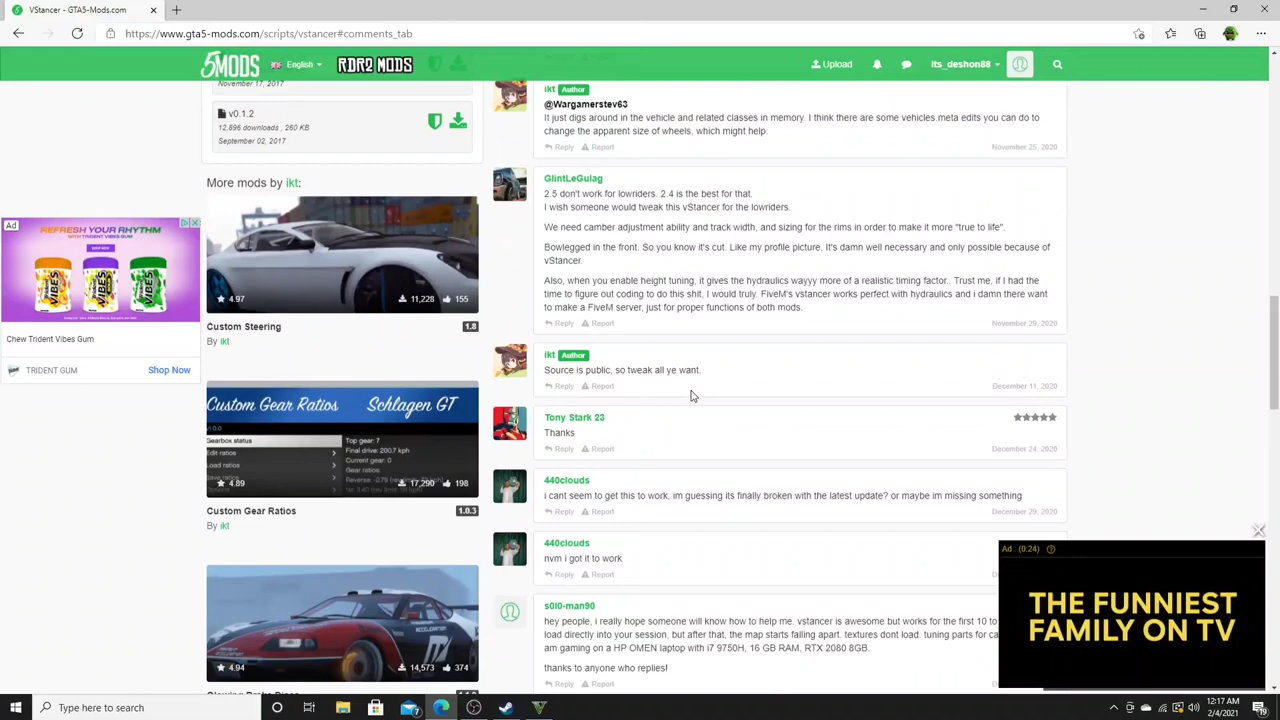 VStancer - GTA5-Mods.com
https://www.gta5-mods.com/scripts/vstancer#comments_tab
5MODS
English
RDR2 MODS
Upload
Its_deshon88
November 17, 2017
v0.1.2
12,896 downloads , 260 KB
September 02, 2017
More mods by ikt:
4.97
11,228
155
Custom Steering
1.8
By ikt
Custom Gear Ratios Schlagen GT
v1.0.0
Gearbox status
Edit ratios
Load ratios
Save ratios
Options
Top gear: 7
Final drive: 200.7 kph
Current gear: 0
Gear ratios:
4.89
17,290
198
Custom Gear Ratios
1.0.3
By ikt
4.94
14,573
374
Ad
REFRESH YOUR
RHYTHM
WITH TRIDENT VIBES GUM
SHOP NOW
Chew Trident Vibes Gum
TRIDENT GUM
Shop Now
ikt Author
@Wargamerstev63
It just digs around in the vehicle and related classes in memory. I think there are some vehicles.meta edits you can do to
change the apparent size of wheels, which might help.
Reply Report
November 25, 2020
GlintLeGulag
2.5 don't work for lowriders. 2.4 is the best for that.
I wish someone would tweak this vStancer for the lowriders.
We need camber adjustment ability and track width, and sizing for the rims in order to make it more "true to life".
Bowlegged in the front. So you know it's cut. Like my profile picture. It's damn well necessary and only possible because of
vStancer.
Also, when you enable height tuning, it gives the hydraulics wayyy more of a realistic timing factor.. Trust me, if I had the
time to figure out coding to do this shit, I would truly. FiveM's vstancer works perfect with hydraulics and i damn there want
to make a FiveM server, just for proper functions of both mods.
Reply Report
November 29, 2020
ikt Author
Source is public, so tweak all ye want.
Reply Report
December 11, 2020
Tony Stark 23
Thanks
Reply Report
December 24, 2020
440clouds
i cant seem to get this to work, im guessing its finally broken with the latest update? or maybe im missing something
Reply Report
December 29, 2020
440clouds
nvm i got it to work
Reply Report
s0l0-man90
hey people, i really hope someone will know how to help me. vstancer is awesome but works for the first 10 to
load directly into your session, but after that, the map starts falling apart. textures dont load. tuning parts for ca
am gaming on a HP OMEN laptop with i7 9750H, 16 GB RAM, RTX 2080 8GB.
thanks to anyone who replies!
Reply Report
Ad : (0:24)
THE FUNNIEST
FAMILY ON TV
Type here to search
12:17 AM
2/4/2021